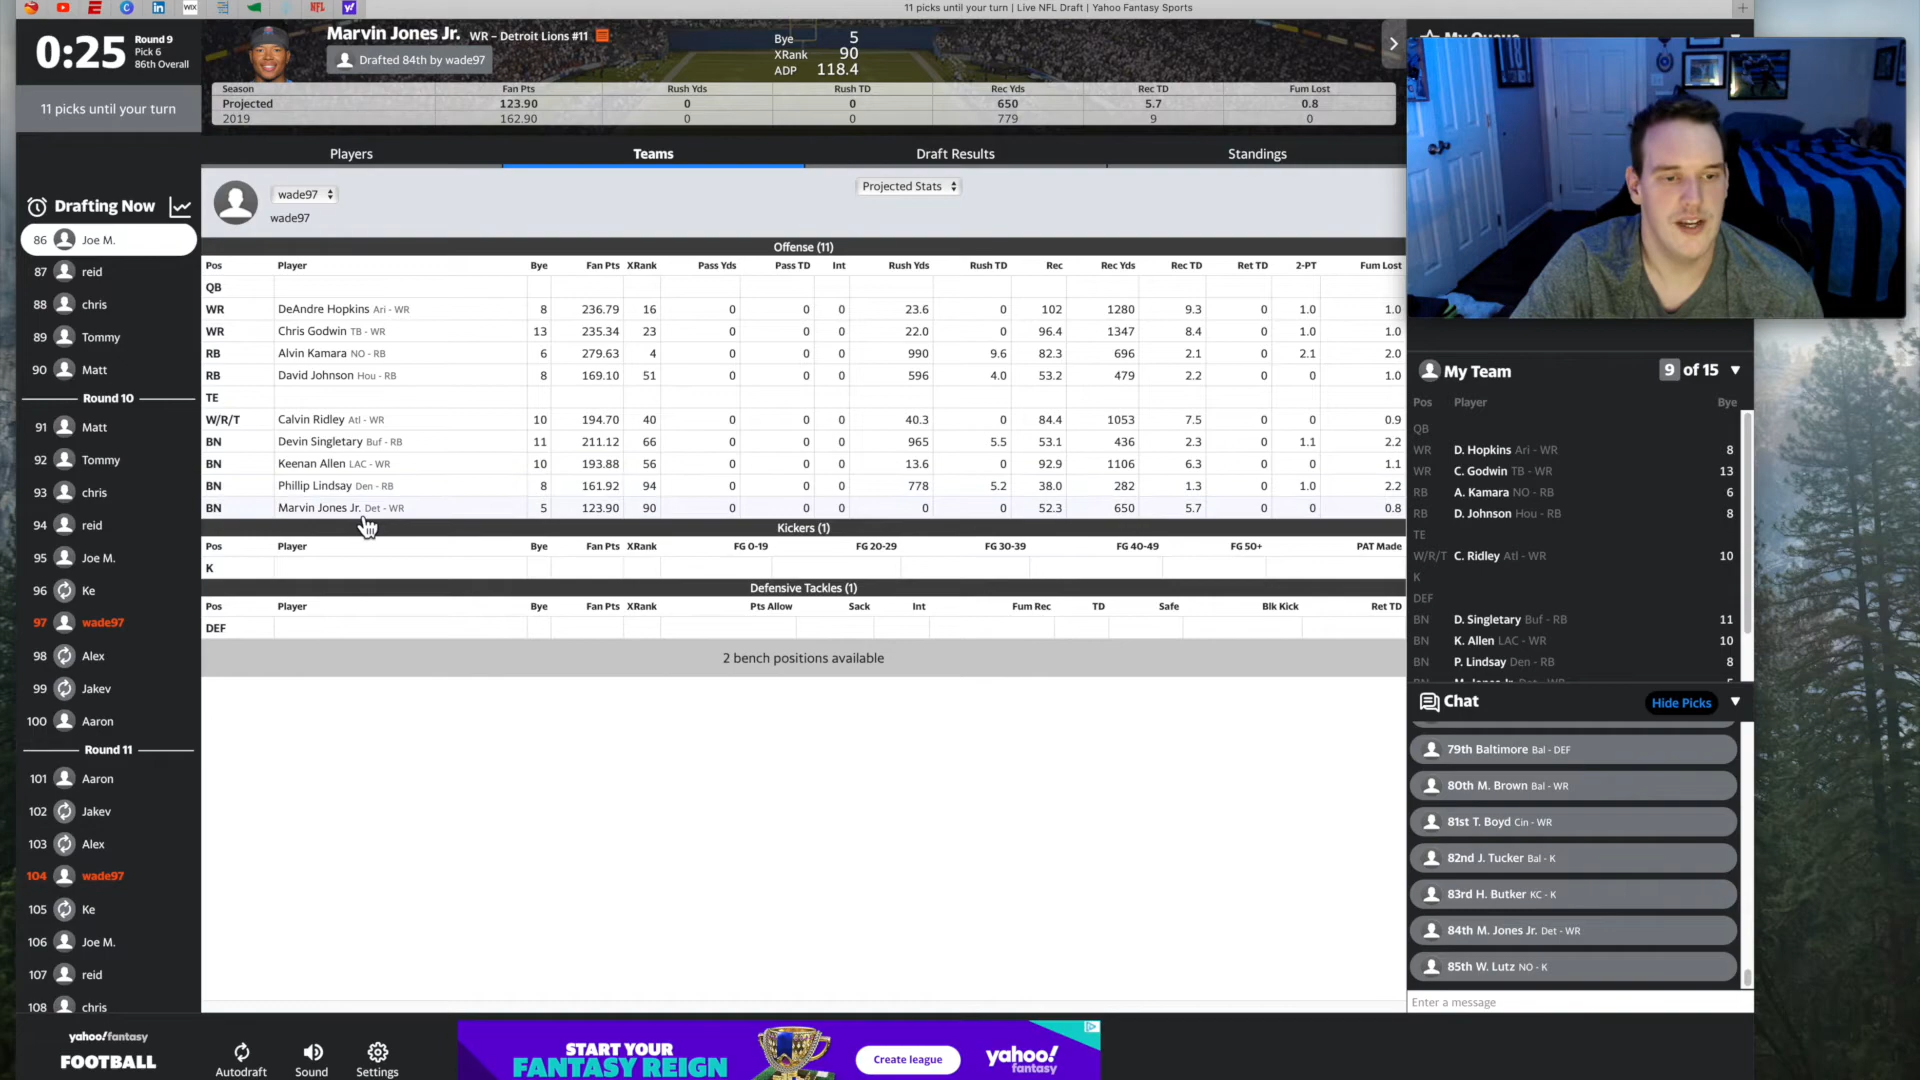 11 picks until your turn | Live NFL Draft | Yahoo Fantasy Sports
0:25
Round 9
Pick 6
86th Overall
11 picks until your turn
Marvin Jones Jr. WR – Detroit Lions #11
Drafted 84th by wade97
Bye 5
XRank 90
ADP 118.4
Season Fan Pts Rush Yds Rush TD Rec Yds Rec TD Fum Lost
Projected 123.90 0 0 650 5.7 0.8
2019 162.90 0 0 779 9 0
Players Teams Draft Results Standings
wade97
wade97
Projected Stats
Drafting Now
86 Joe M.
87 reid
88 chris
89 Tommy
90 Matt
Round 10
91 Matt
92 Tommy
93 chris
94 reid
95 Joe M.
96 Ke
97 wade97
98 Alex
99 Jakev
100 Aaron
Round 11
101 Aaron
102 Jakev
103 Alex
104 wade97
105 Ke
106 Joe M.
107 reid
108 chris
Offense (11)
Pos Player Bye Fan Pts XRank Pass Yds Pass TD Int Rush Yds Rush TD Rec Rec Yds Rec TD Ret TD 2-PT Fum Lost
QB
WR DeAndre Hopkins Ari - WR 8 236.79 16 0 0 0 23.6 0 102 1280 9.3 0 1.0 1.0
WR Chris Godwin TB - WR 13 235.34 23 0 0 0 22.0 0 96.4 1347 8.4 0 1.0 1.0
RB Alvin Kamara NO - RB 6 279.63 4 0 0 0 990 9.6 82.3 696 2.1 0 2.1 2.0
RB David Johnson Hou - RB 8 169.10 51 0 0 0 596 4.0 53.2 479 2.2 0 0 1.0
TE
W/R/T Calvin Ridley Atl - WR 10 194.70 40 0 0 0 40.3 0 84.4 1053 7.5 0 0 0.9
BN Devin Singletary Buf - RB 11 211.12 66 0 0 0 965 5.5 53.1 436 2.3 0 1.1 2.2
BN Keenan Allen LAC - WR 10 193.88 56 0 0 0 13.6 0 92.9 1106 6.3 0 0 1.1
BN Phillip Lindsay Den - RB 8 161.92 94 0 0 0 778 5.2 38.0 282 1.3 0 1.0 2.2
BN Marvin Jones Jr. Det - WR 5 123.90 90 0 0 0 0 0 52.3 650 5.7 0 0 0.8
Kickers (1)
Pos Player Bye Fan Pts XRank FG 0-19 FG 20-29 FG 30-39 FG 40-49 FG 50+ PAT Made
K
Defensive Tackles (1)
Pos Player Bye Fan Pts XRank Pts Allow Sack Int Fum Rec TD Safe Blk Kick Ret TD
DEF
2 bench positions available
My Team 9 of 15
Pos Player Bye
QB
WR D. Hopkins Ari - WR 8
WR C. Godwin TB - WR 13
RB A. Kamara NO - RB 6
RB D. Johnson Hou - RB 8
TE
W/R/T C. Ridley Atl - WR 10
K
DEF
BN D. Singletary Buf - RB 11
BN K. Allen LAC - WR 10
BN P. Lindsay Den - RB 8
Chat Hide Picks
79th Baltimore Bal - DEF
80th M. Brown Bal - WR
81st T. Boyd Cin - WR
82nd J. Tucker Bal - K
83rd H. Butker KC - K
84th M. Jones Jr. Det - WR
85th W. Lutz NO - K
Enter a message
yahoo!fantasy
FOOTBALL
Autodraft Sound Settings
START YOUR
FANTASY REIGN
Create league
yahoo!
fantasy